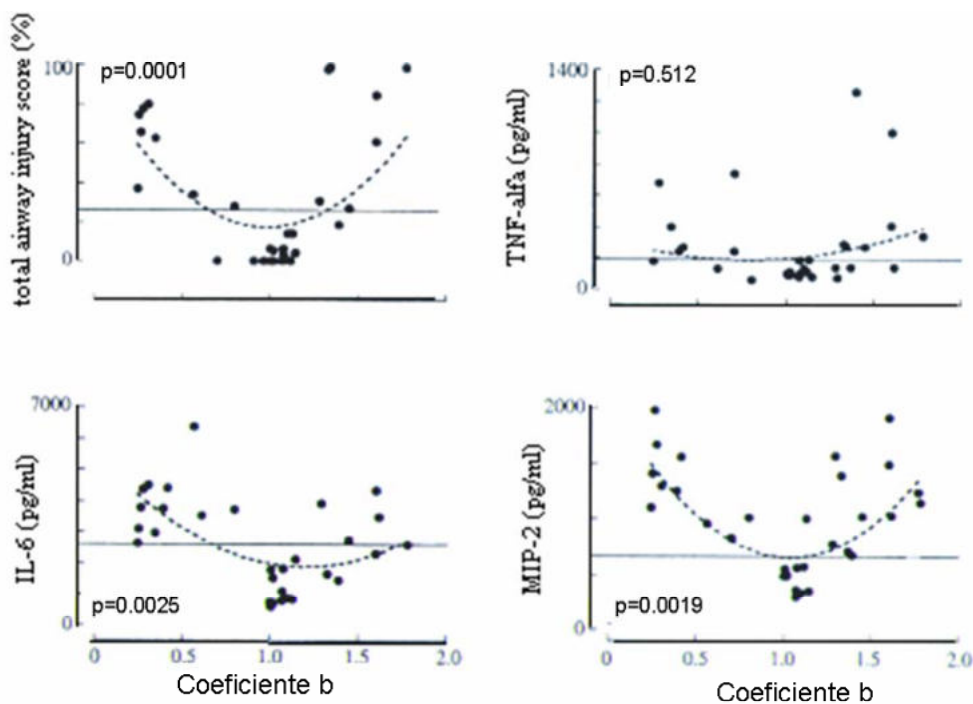 total airway injury score (%)
100
0
p=0.0001
TNF-alfa (pg/ml)
1400
0
p=0.512
IL-6 (pg/ml)
7000
0
p=0.0025
0 0.5 1.0 1.5 2.0
Coeficiente b
MIP-2 (pg/ml)
2000
0
p=0.0019
0 0.5 1.0 1.5 2.0
Coeficiente b